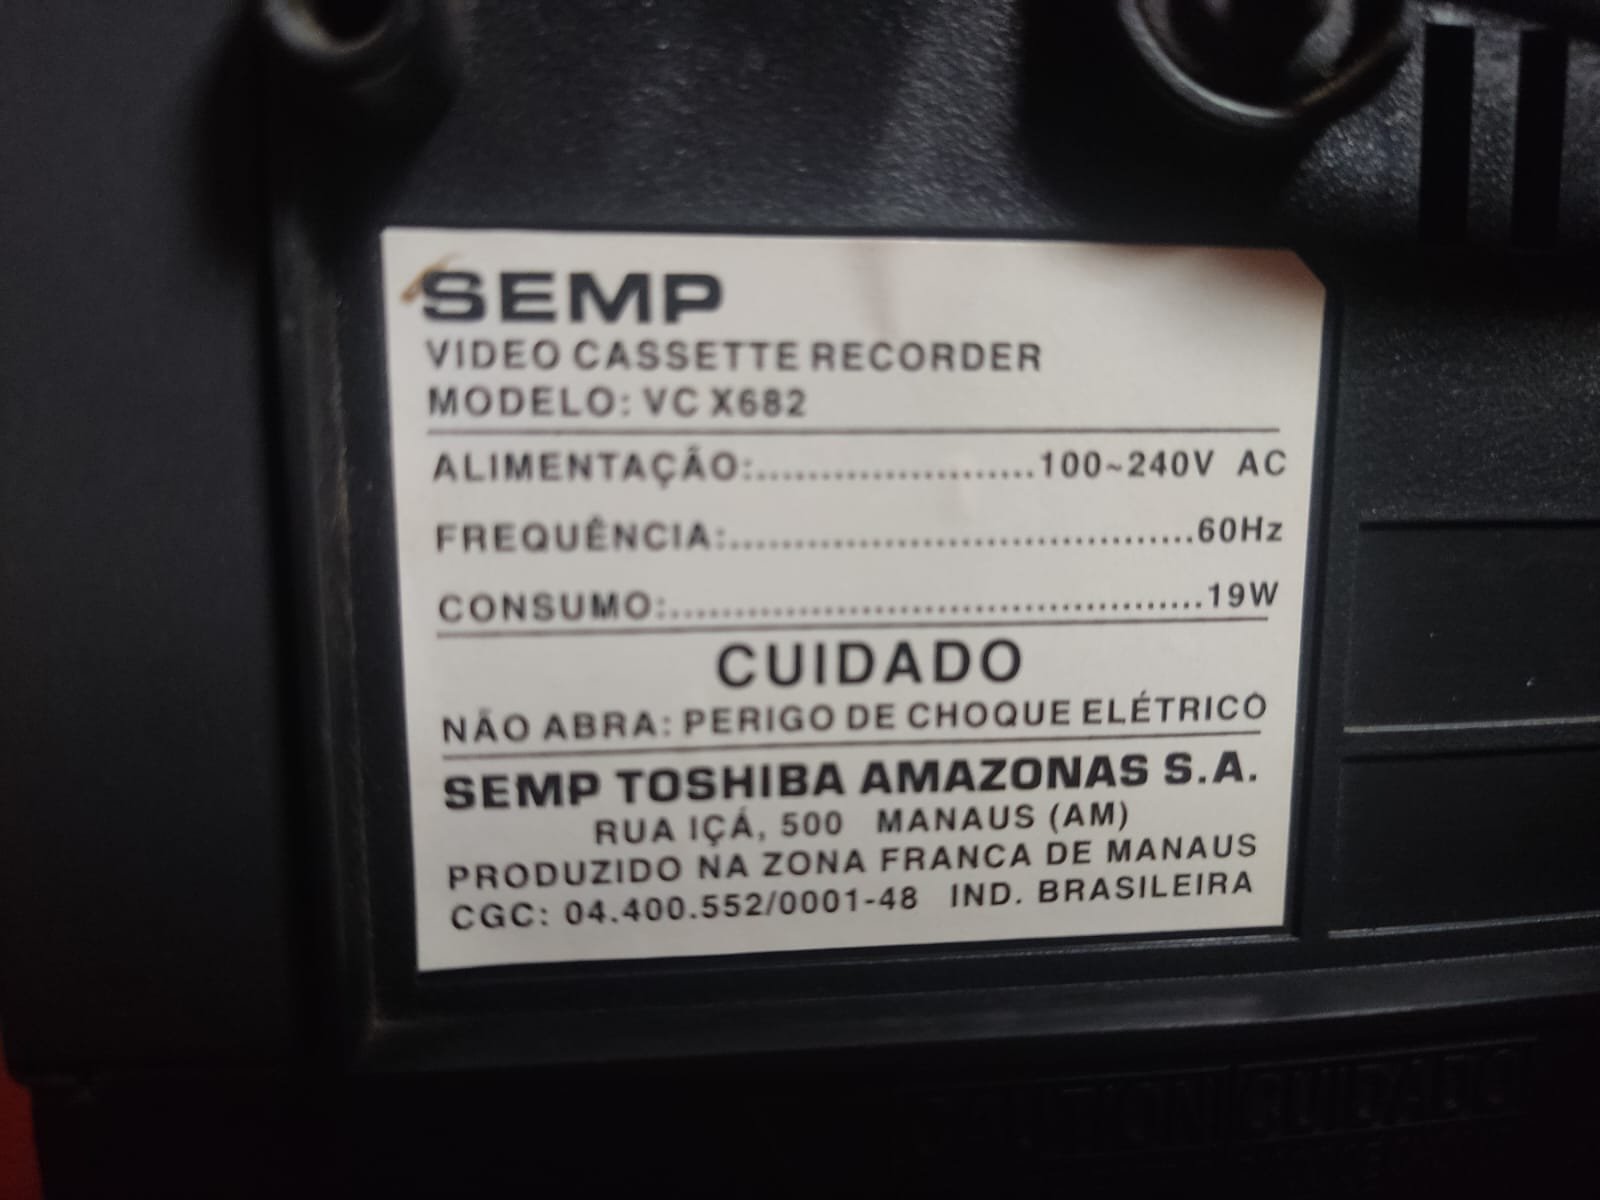 SEMP
VIDEO CASSETTE RECORDER
MODELO: VC X682
ALIMENTAÇÃO:......................100~240V AC
FREQUÊNCIA:.....................................60Hz
CONSUMO:...........................................19W
CUIDADO
NÃO ABRA: PERIGO DE CHOQUE ELÉTRICO
SEMP TOSHIBA AMAZONAS S.A.
RUA IÇÁ, 500 MANAUS (AM)
PRODUZIDO NA ZONA FRANCA DE MANAUS
CGC: 04.400.552/0001-48 IND. BRASILEIRA
CAUTION CUIDADO